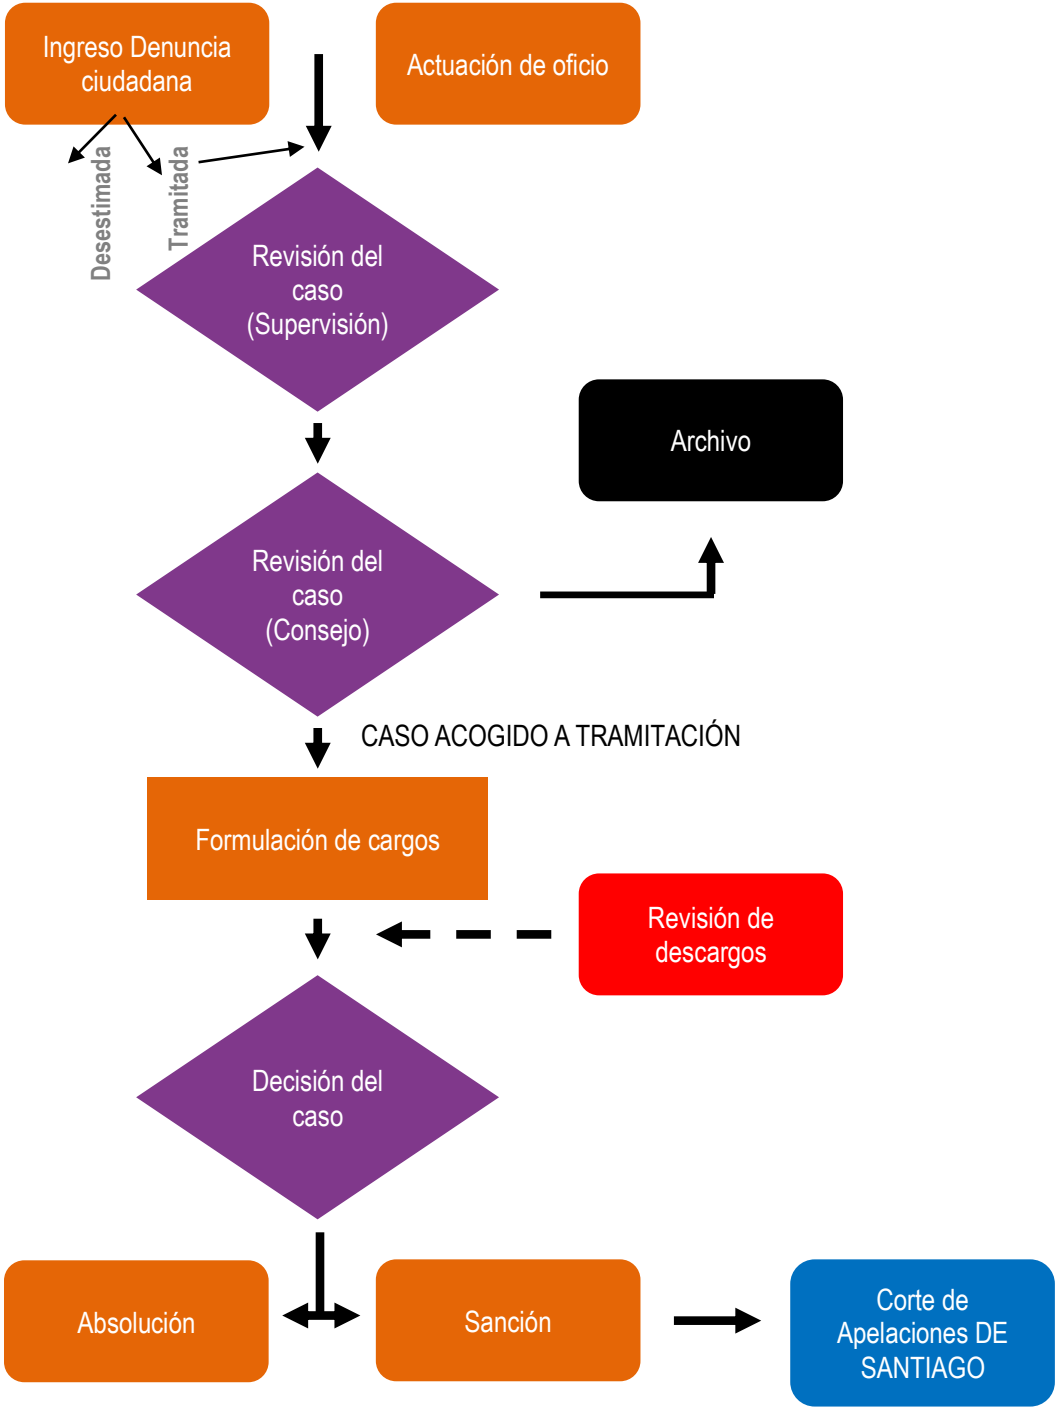 Ingreso Denuncia
ciudadana
Actuación de oficio
Desestimada
Tramitada
Revisión del
caso
(Supervisión)
Archivo
Revisión del
caso
(Consejo)
CASO ACOGIDO A TRAMITACIÓN
Formulación de cargos
Revisión de
descargos
Decisión del
caso
Absolución
Sanción
Corte de
Apelaciones DE
SANTIAGO